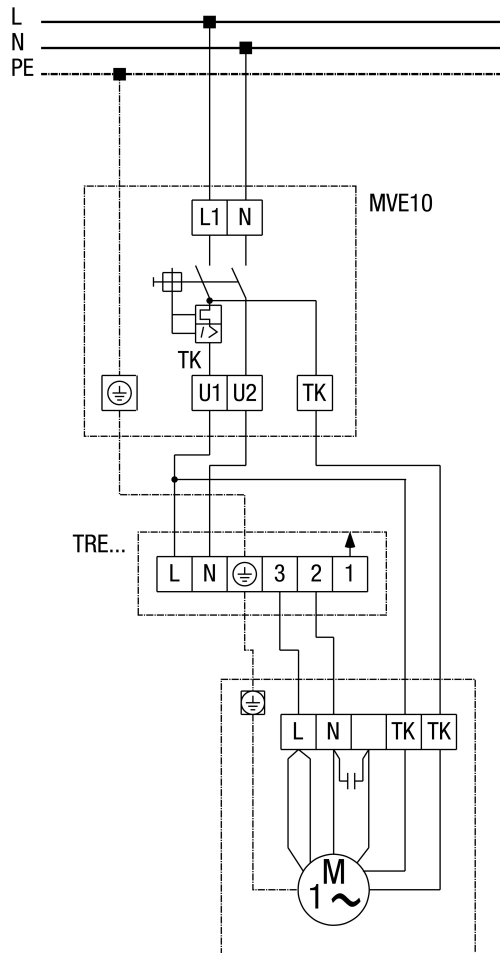 L
N
PE
MVE10
L1 N
TK
U1 U2 TK
TRE...
L N 3 2 1
L N TK TK
M
1 ~